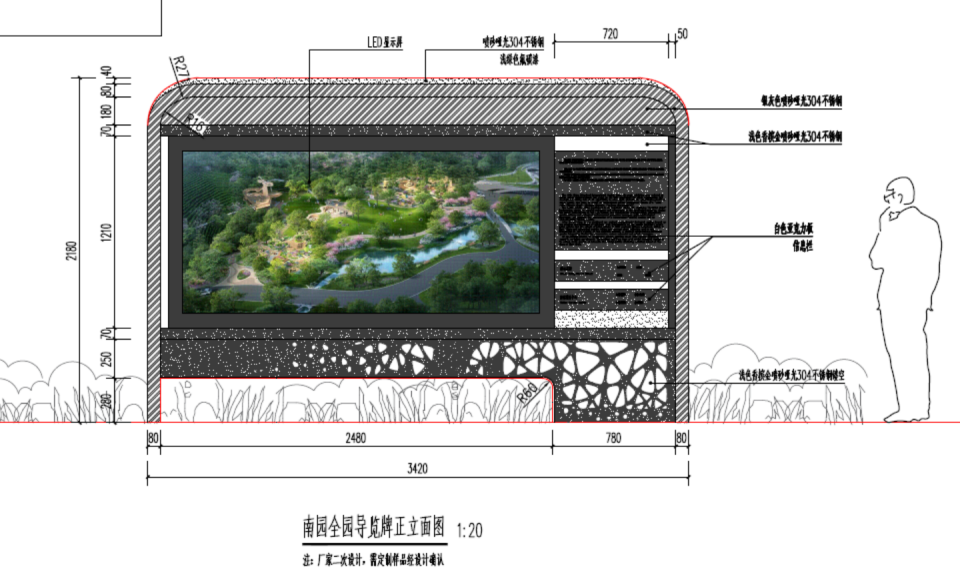 LED显示屏
喷砂哑光304不锈钢
浅绿色氟碳漆
720
50
银灰色喷砂哑光304不锈钢
浅色香槟金喷砂哑光304不锈钢
白色亚克力板
信息栏
浅色香槟金喷砂哑光304不锈钢镂空
40
80
180
70
1210
70
250
280
2180
R60
80
2480
780
80
3420
南园全园导览牌正立面图 1:20
注：厂家二次设计，需定制样品经设计确认